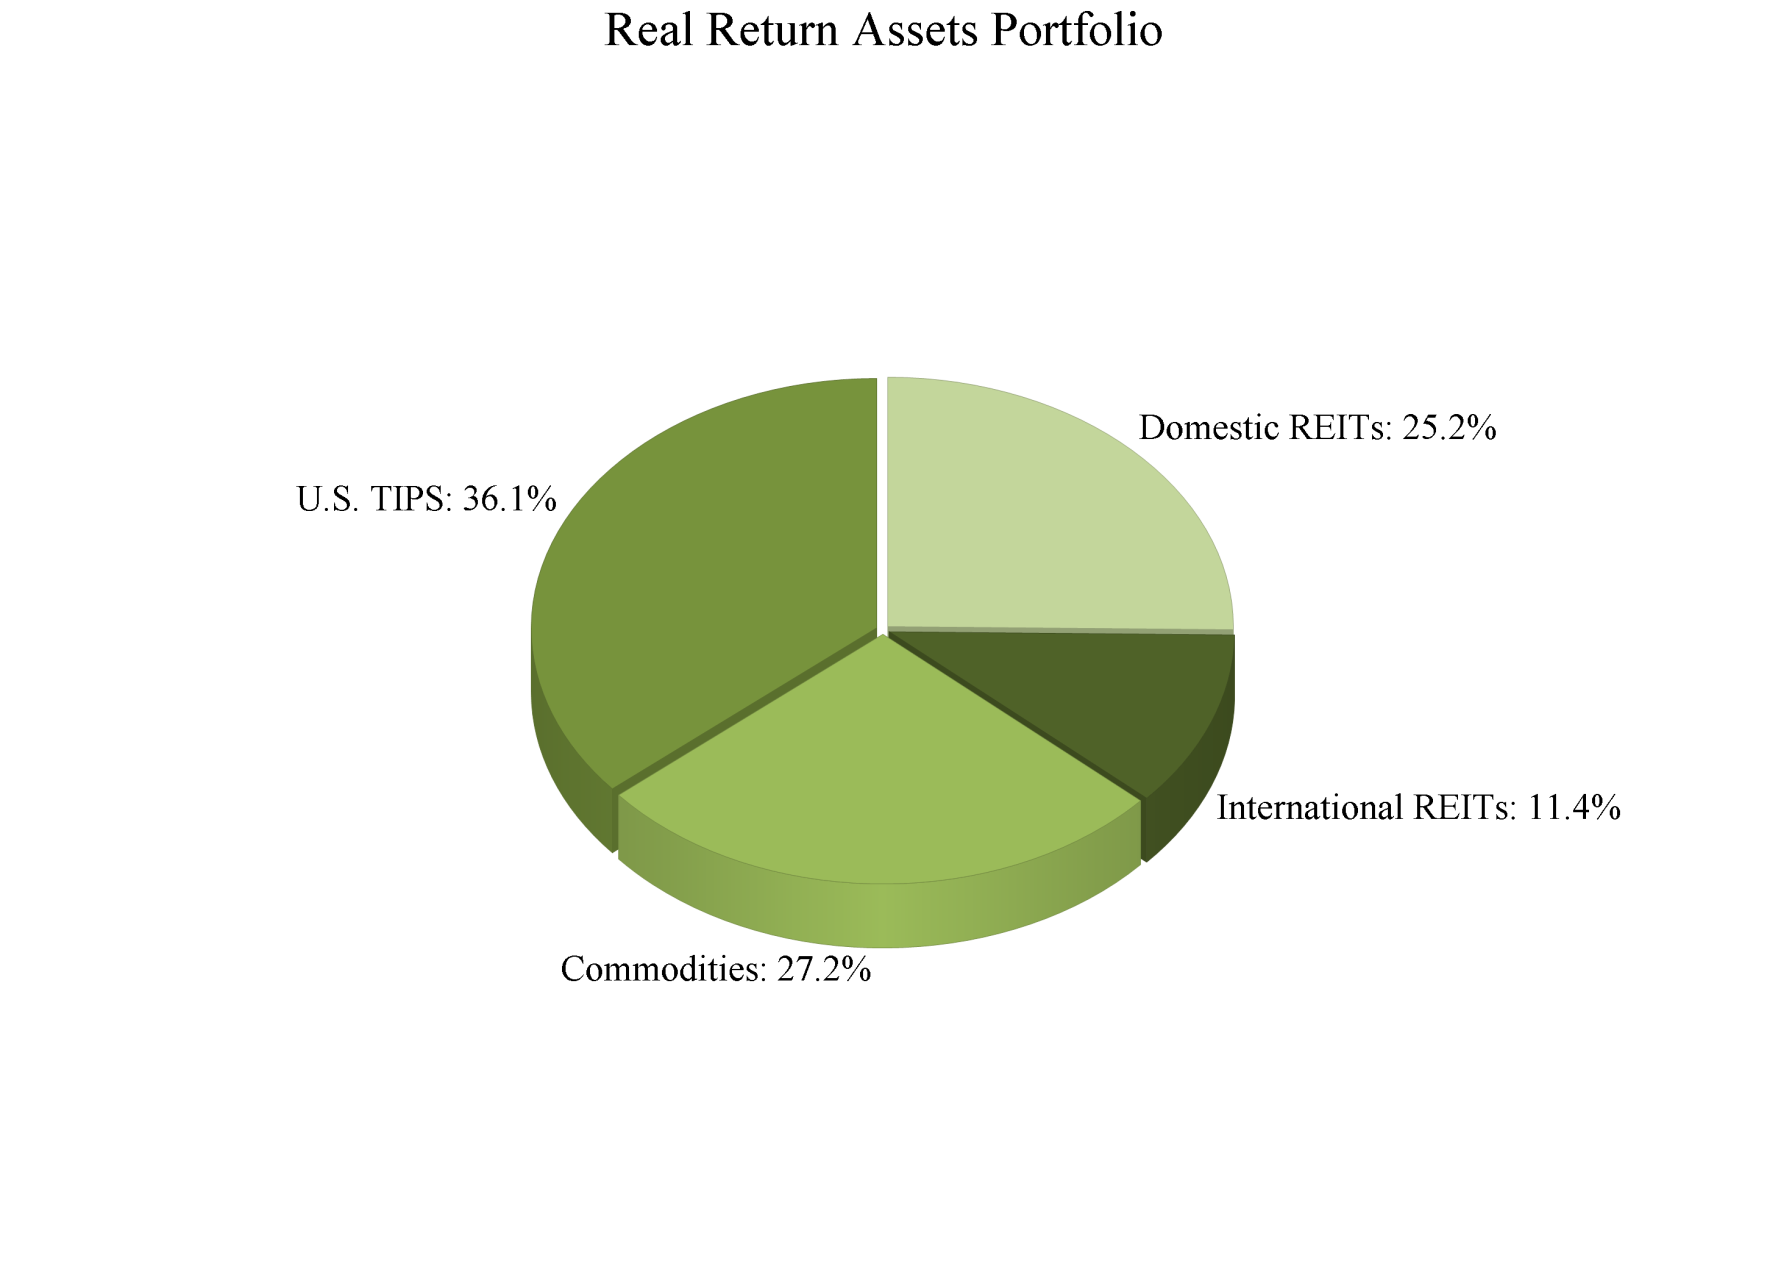 Real Return Assets Portfolio
Domestic REITs: 25.2%
U.S. TIPS: 36.1%
International REITs: 11.4%
Commodities: 27.2%